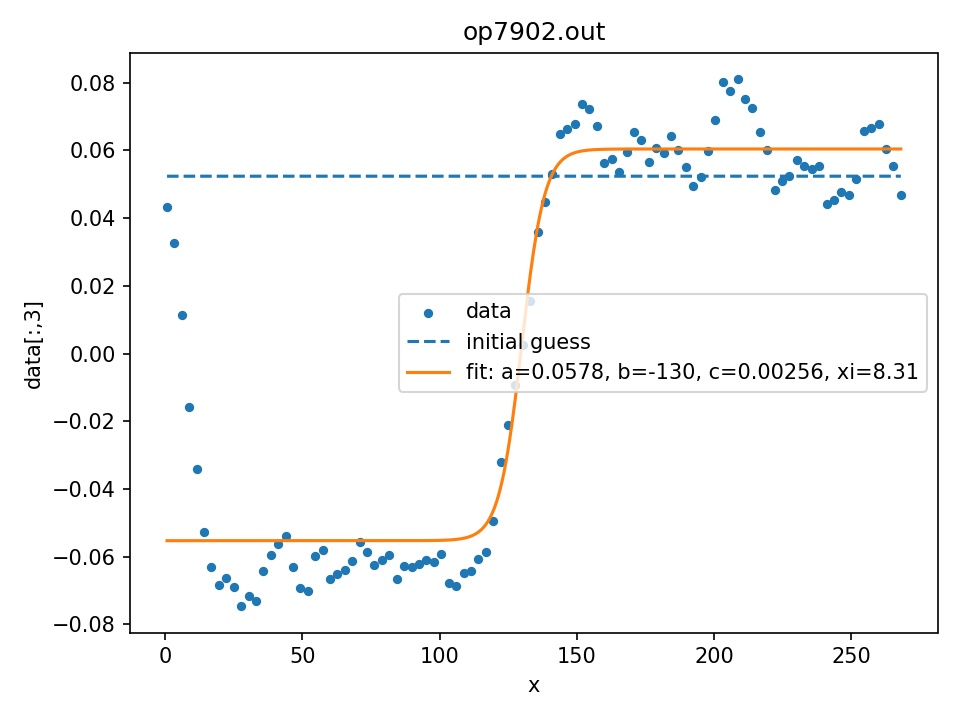 op7902.out
data[:,3]
0.08
0.06
0.04
0.02
0.00
−0.02
−0.04
−0.06
−0.08
data
initial guess
fit: a=0.0578, b=-130, c=0.00256, xi=8.31
0 50 100 150 200 250
x